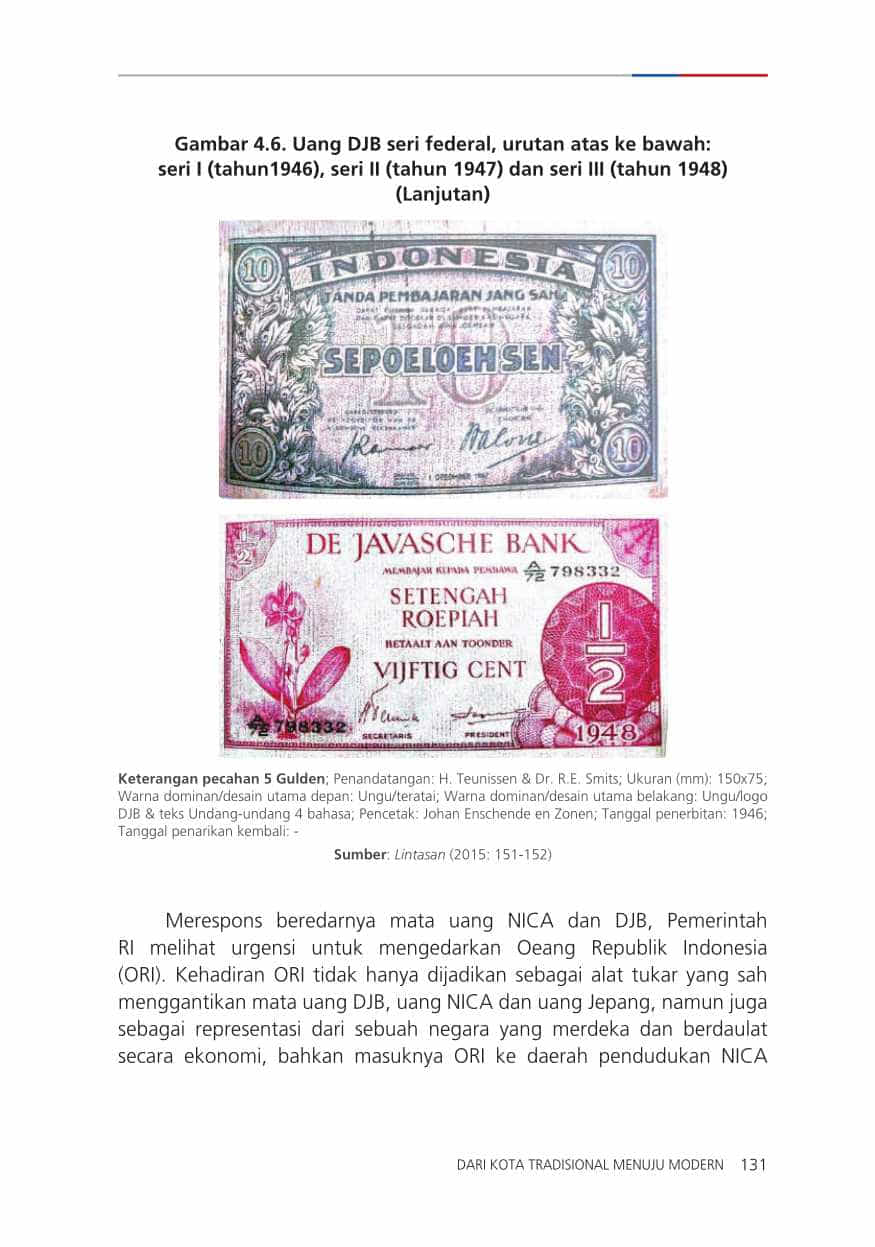 Gambar 4.6. Uang DJB seri federal, urutan atas ke bawah:
seri I (tahun1946), seri II (tahun 1947) dan seri III (tahun 1948)
(Lanjutan)
10 INDONESIA 10
TANDA PEMBAJARAN JANG SAH
10
SEPOELOEH SEN
10 10
1 DESEMBER 1947
1/2 DE JAVASCHE BANK
MEMBAJAR KEPADA PEMBAWA A/72 798332
SETENGAH
ROEPIAH
BETAALT AAN TOONDER
VIJFTIG CENT
1/2
A/72 798332
SECRETARIS PRESIDENT
1948
Keterangan pecahan 5 Gulden; Penandatangan: H. Teunissen & Dr. R.E. Smits; Ukuran (mm): 150x75;
Warna dominan/desain utama depan: Ungu/teratai; Warna dominan/desain utama belakang: Ungu/logo
DJB & teks Undang-undang 4 bahasa; Pencetak: Johan Enschende en Zonen; Tanggal penerbitan: 1946;
Tanggal penarikan kembali: -
Sumber: Lintasan (2015: 151-152)
Merespons beredarnya mata uang NICA dan DJB, Pemerintah
RI melihat urgensi untuk mengedarkan Oeang Republik Indonesia
(ORI). Kehadiran ORI tidak hanya dijadikan sebagai alat tukar yang sah
menggantikan mata uang DJB, uang NICA dan uang Jepang, namun juga
sebagai representasi dari sebuah negara yang merdeka dan berdaulat
secara ekonomi, bahkan masuknya ORI ke daerah pendudukan NICA
DARI KOTA TRADISIONAL MENUJU MODERN 131